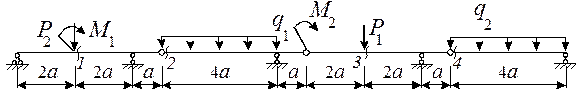 P₂ M₁ q₁ M₂ P₁ q₂
1 2 3 4
2a 2a a 4a a 2a 2a a 4a